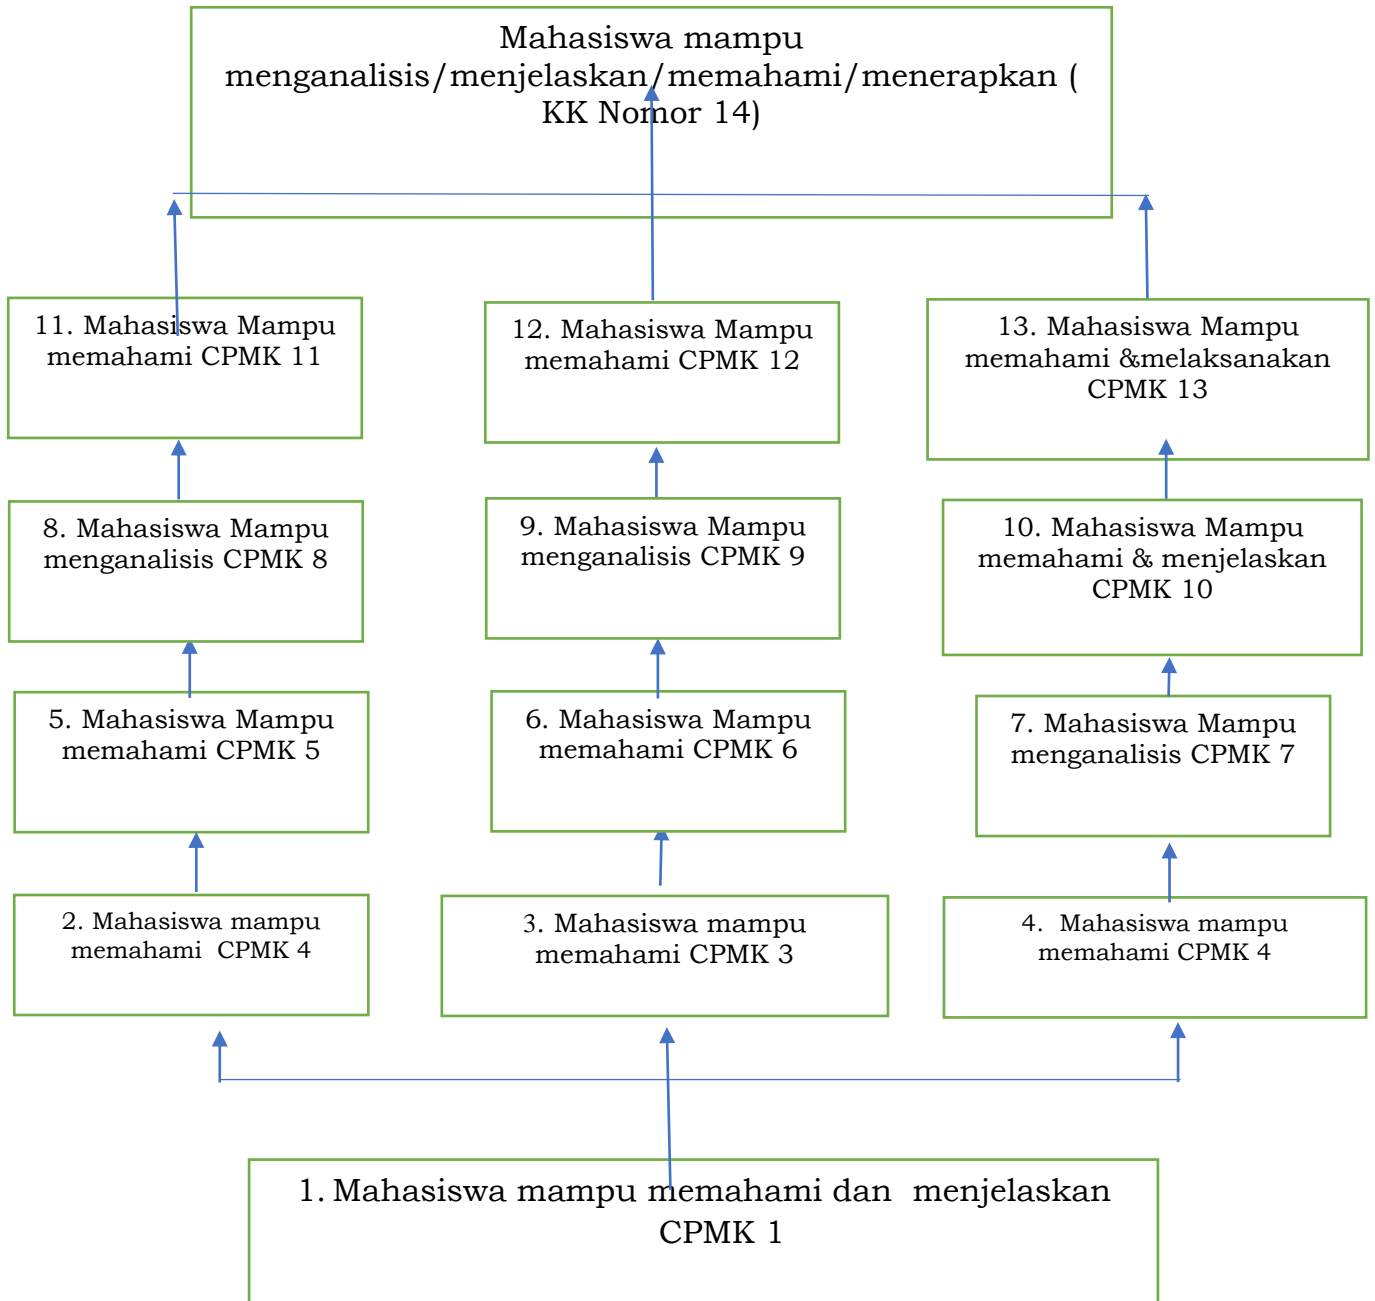 Mahasiswa mampu
menganalisis/menjelaskan/memahami/menerapkan (
KK Nomor 14)
11. Mahasiswa Mampu
memahami CPMK 11
12. Mahasiswa Mampu
memahami CPMK 12
13. Mahasiswa Mampu
memahami &melaksanakan
CPMK 13
8. Mahasiswa Mampu
menganalisis CPMK 8
9. Mahasiswa Mampu
menganalisis CPMK 9
10. Mahasiswa Mampu
memahami & menjelaskan
CPMK 10
5. Mahasiswa Mampu
memahami CPMK 5
6. Mahasiswa Mampu
memahami CPMK 6
7. Mahasiswa Mampu
menganalisis CPMK 7
2. Mahasiswa mampu
memahami  CPMK 4
3. Mahasiswa mampu
memahami CPMK 3
4.  Mahasiswa mampu
memahami CPMK 4
1. Mahasiswa mampu memahami dan  menjelaskan
CPMK 1